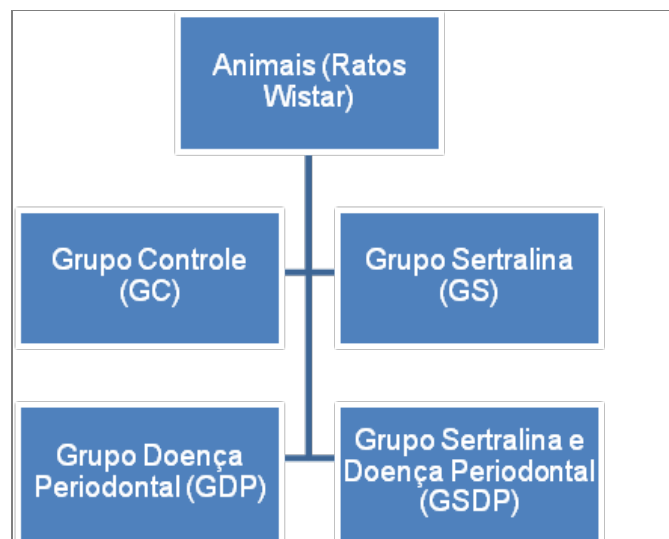 Animais (Ratos
Wistar)
Grupo Controle
(GC)
Grupo Sertralina
(GS)
Grupo Doença
Periodontal (GDP)
Grupo Sertralina e
Doença Periodontal
(GSDP)